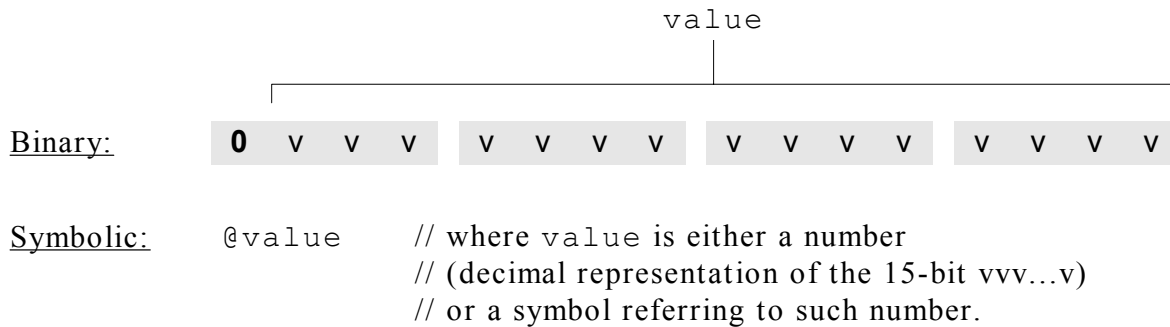 value
Binary: 0 v v v v v v v v v v v v v v v
Symbolic: @value // where value is either a number
// (decimal representation of the 15-bit vvv...v)
// or a symbol referring to such number.